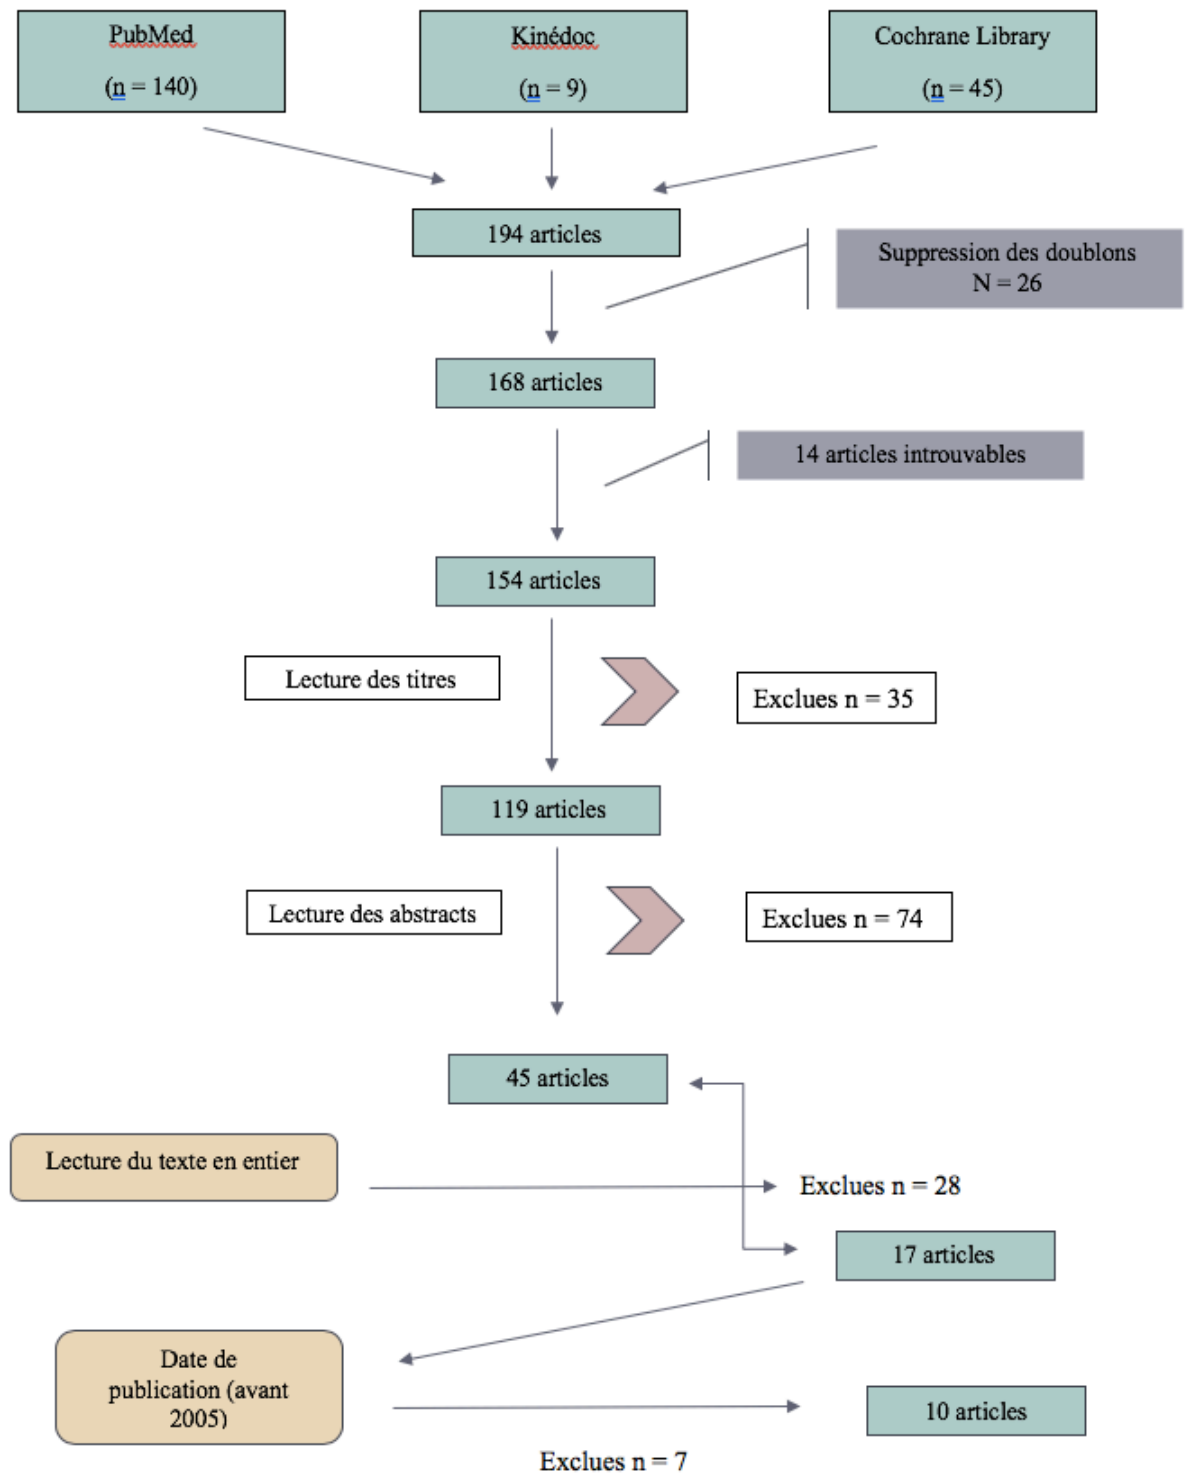 PubMed
(n = 140)
Kinédoc
(n = 9)
Cochrane Library
(n = 45)
194 articles
Suppression des doublons
N = 26
168 articles
14 articles introuvables
154 articles
Lecture des titres
Exclues n = 35
119 articles
Lecture des abstracts
Exclues n = 74
45 articles
Lecture du texte en entier
Exclues n = 28
17 articles
Date de
publication (avant
2005)
10 articles
Exclues n = 7